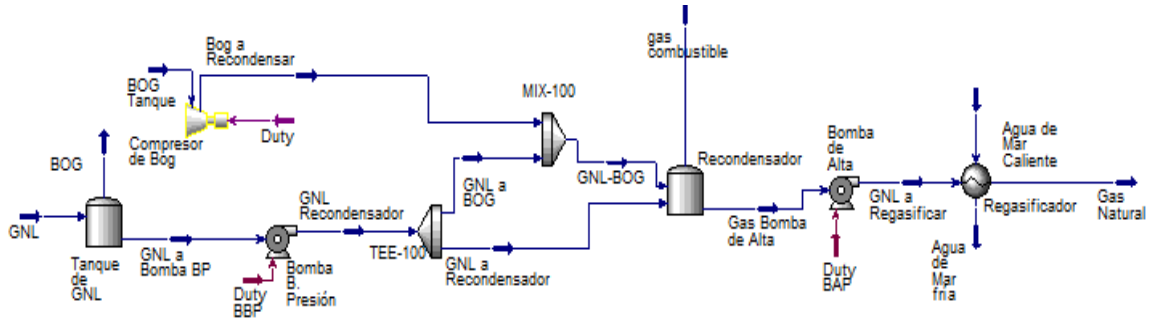 gas
combustible
Bog a
Recondensar
BOG
Tanque
Compresor
de Bog
Duty
MIX-100
BOG
GNL
Tanque
de
GNL
GNL a
Bomba BP
Duty
BBP
Bomba
B.
Presión
GNL
Recondensador
TEE-100
GNL a
BOG
GNL a
Recondensador
GNL-BOG
Recondensador
Gas Bomba
de Alta
Bomba
de
Alta
Duty
BAP
GNL a
Regasificar
Agua de
Mar
Caliente
Regasificador
Agua
de
Mar
fria
Gas
Natural